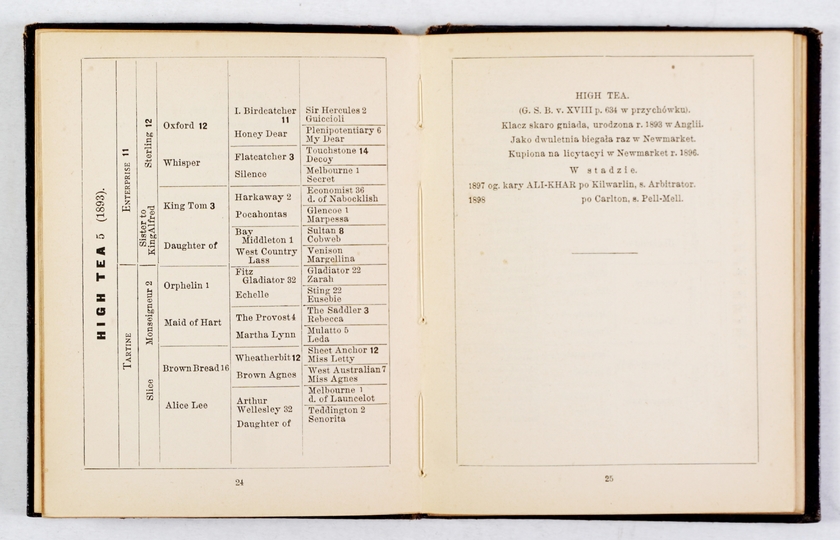 HIGH TEA 5 (1893).
ENTERPRISE 11
TARTINE
Sterling 12
Sister to
KingAlfred
Monseigneur 2
Slice
Oxford 12
Whisper
King Tom 3
Daughter of
Orphelin 1
Maid of Hart
Brown Bread 16
Alice Lee
I. Birdcatcher
11
Honey Dear
Flatcatcher 3
Silence
Harkaway 2
Pocahontas
Bay
Middleton 1
West Country
Lass
Fitz
Gladiator 32
Echelle
The Provost 4
Martha Lynn
Wheatherbit 12
Brown Agnes
Arthur
Wellesley 32
Daughter of
Sir Hercules 2
Guiccioli
Plenipotentiary 6
My Dear
Touchstone 14
Decoy
Melbourne 1
Secret
Economist 36
d. of Nabocklish
Glencoe 1
Marpessa
Sultan 8
Cobweb
Venison
Margellina
Gladiator 22
Zarah
Sting 22
Eusebie
The Saddler 3
Rebecca
Mulatto 5
Leda
Sheet Anchor 12
Miss Letty
West Australian 7
Miss Agnes
Melbourne 1
d. of Launcelot
Teddington 2
Senorita
24
HIGH TEA.
(G. S. B. v. XVIII p. 634 w przychówku).
Klacz skaro gniada, urodzona r. 1893 w Anglii.
Jako dwuletnia biegała raz w Newmarket.
Kupiona na licytacyi w Newmarket r. 1896.
W stadzie.
1897 og. kary ALI-KHAR po Kilwarlin, s. Arbitrator.
1898 po Carlton, s. Pell-Mell.
25